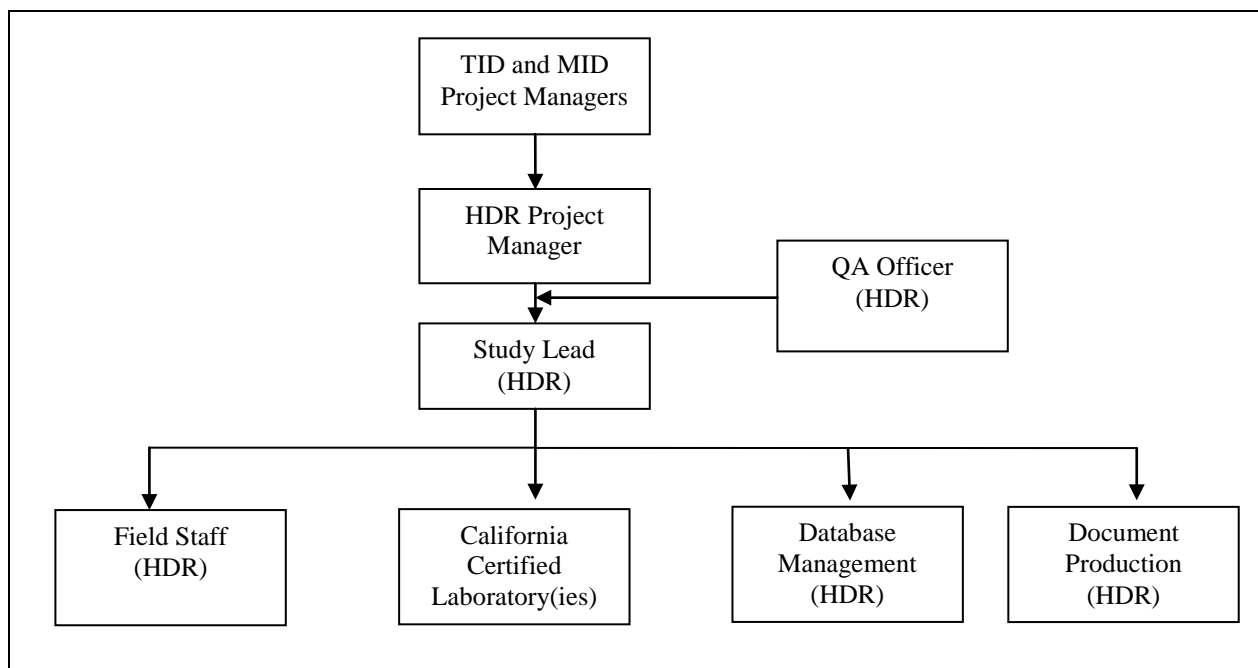 TID and MID
Project Managers
HDR Project
Manager
QA Officer
(HDR)
Study Lead
(HDR)
Field Staff
(HDR)
California
Certified
Laboratory(ies)
Database
Management
(HDR)
Document
Production
(HDR)